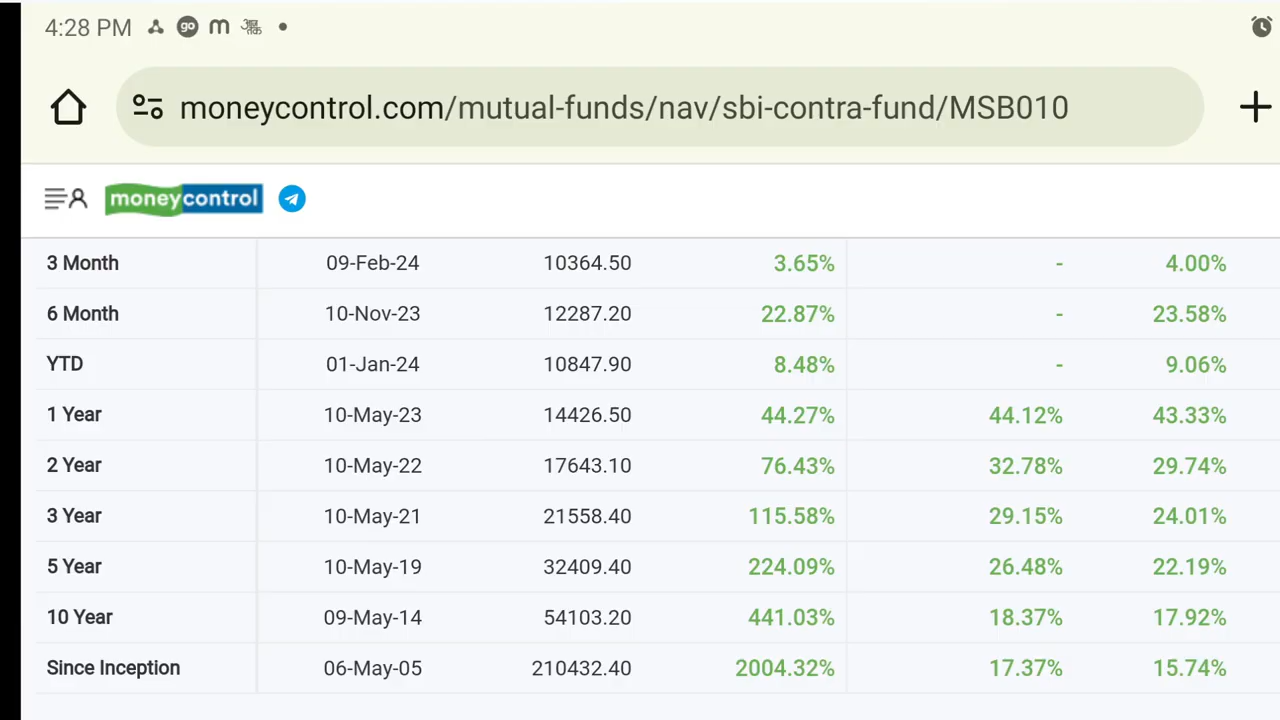 4:28 PM go m
moneycontrol.com/mutual-funds/nav/sbi-contra-fund/MSB010
moneycontrol
3 Month 09-Feb-24 10364.50 3.65% - 4.00%
6 Month 10-Nov-23 12287.20 22.87% - 23.58%
YTD 01-Jan-24 10847.90 8.48% - 9.06%
1 Year 10-May-23 14426.50 44.27% 44.12% 43.33%
2 Year 10-May-22 17643.10 76.43% 32.78% 29.74%
3 Year 10-May-21 21558.40 115.58% 29.15% 24.01%
5 Year 10-May-19 32409.40 224.09% 26.48% 22.19%
10 Year 09-May-14 54103.20 441.03% 18.37% 17.92%
Since Inception 06-May-05 210432.40 2004.32% 17.37% 15.74%